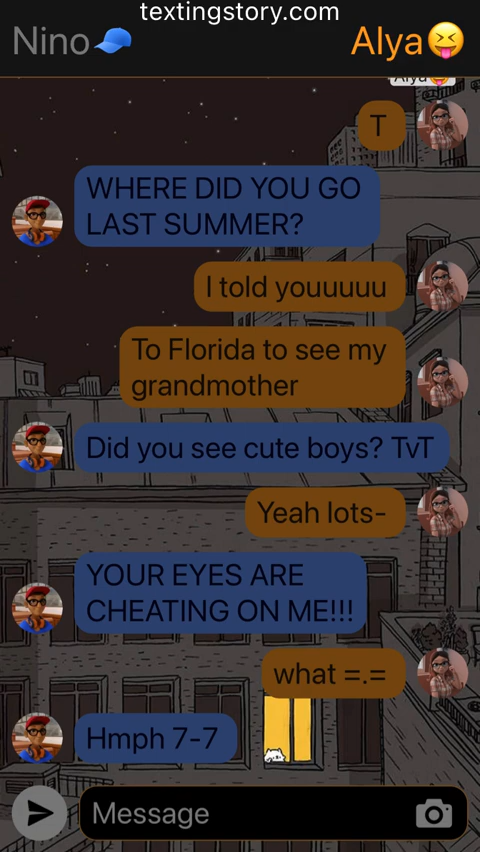 textingstory.com
Nino🧢
Alya😝
Alya😝
T
WHERE DID YOU GO
LAST SUMMER?
I told youuuuu
To Florida to see my
grandmother
Did you see cute boys? TvT
Yeah lots-
YOUR EYES ARE
CHEATING ON ME!!!
what =.=
Hmph 7-7
Message